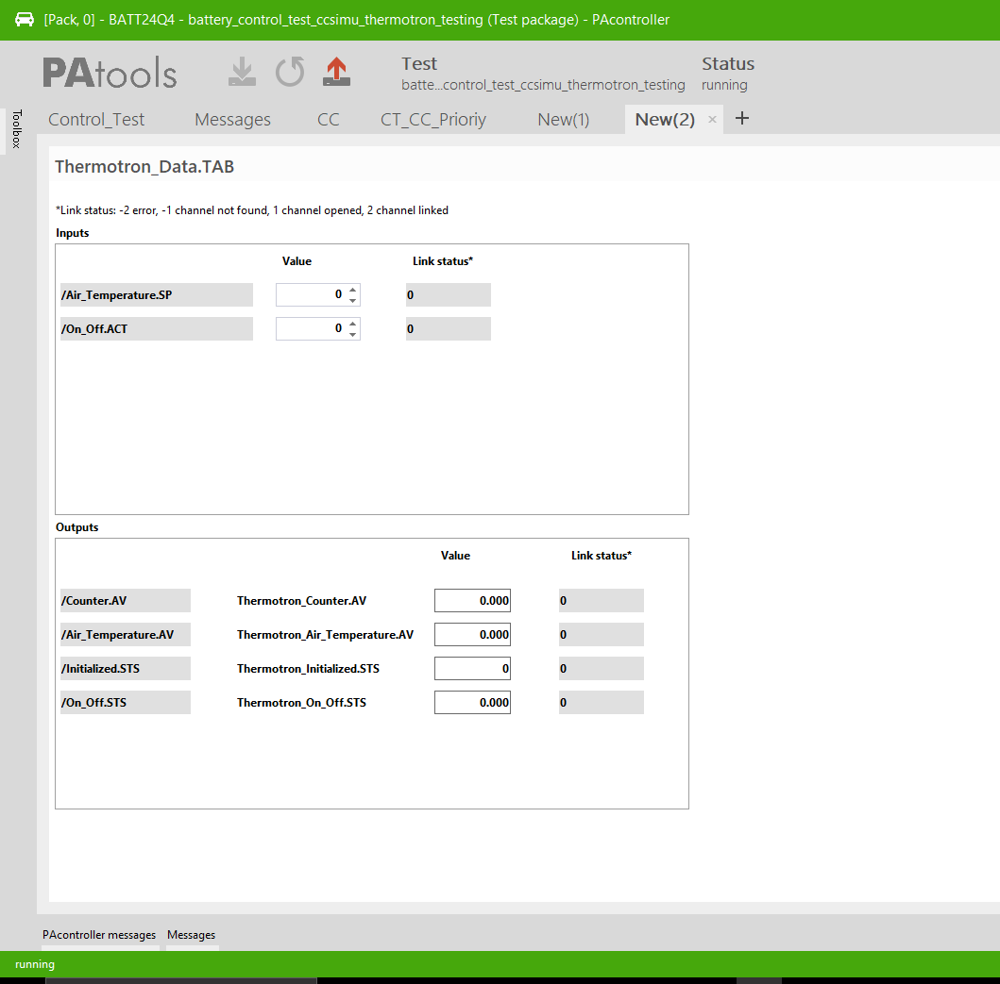 [Pack, 0] - BATT24Q4 - battery_control_test_ccsimu_thermotron_testing (Test package) - PAcontroller
PAtools
Test
Status
batte...control_test_ccsimu_thermotron_testing
running
Toolbox
Control_Test
Messages
CC
CT_CC_Prioriy
New(1)
New(2)
Thermotron_Data.TAB
*Link status: -2 error, -1 channel not found, 1 channel opened, 2 channel linked
Inputs
Value Link status*
/Air_Temperature.SP 0 0
/On_Off.ACT 0 0
Outputs
Value Link status*
/Counter.AV Thermotron_Counter.AV 0.000 0
/Air_Temperature.AV Thermotron_Air_Temperature.AV 0.000 0
/Initialized.STS Thermotron_Initialized.STS 0 0
/On_Off.STS Thermotron_On_Off.STS 0.000 0
PAcontroller messages Messages
running